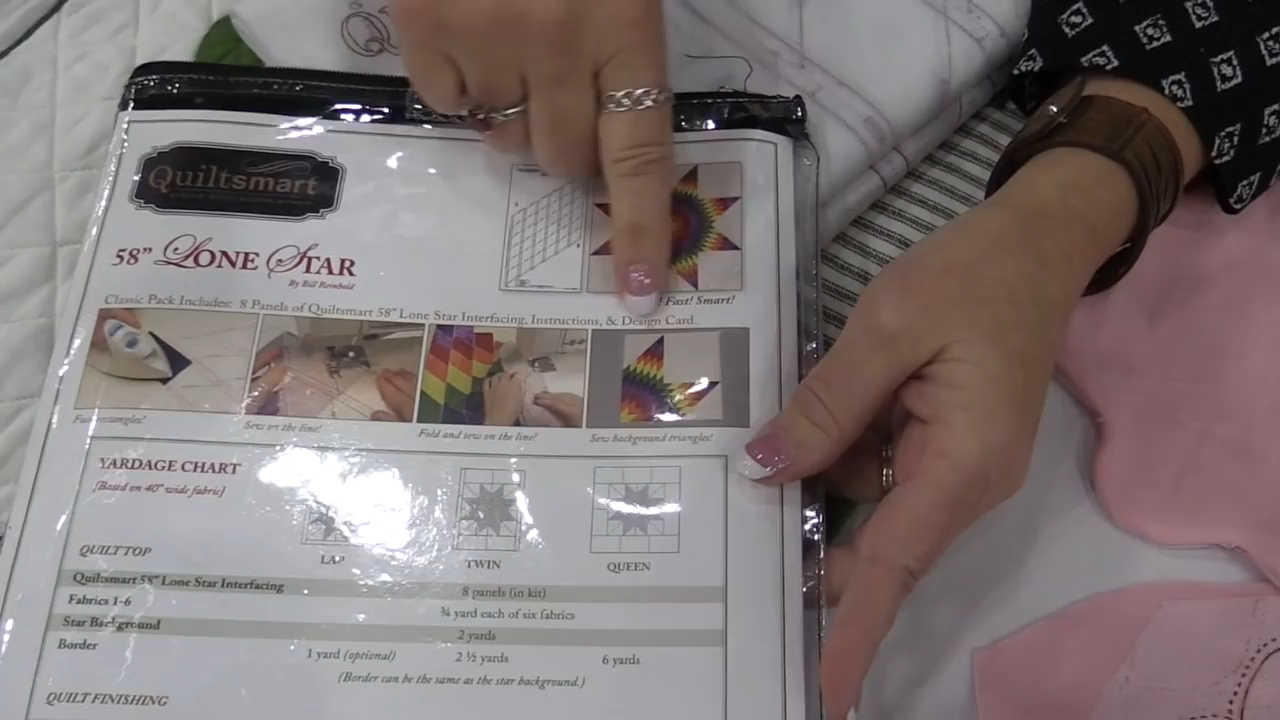 Quiltsmart
58" LONE STAR
By Bill Reinbold
! Fast! Smart!
Classic Pack Includes: 8 Panels of Quiltsmart 58" Lone Star Interfacing, Instructions, & Design Card.
Sew on the line!
Fold and sew on the line!
Sew background triangles!
YARDAGE CHART
[Based on 40" wide fabric]
LAP TWIN QUEEN
QUILT TOP
Quiltsmart 58" Lone Star Interfacing 8 panels (in kit)
Fabrics 1-6 ¾ yard each of six fabrics
Star Background 2 yards
Border 1 yard (optional) 2 ½ yards 6 yards
(Border can be the same as the star background.)
QUILT FINISHING